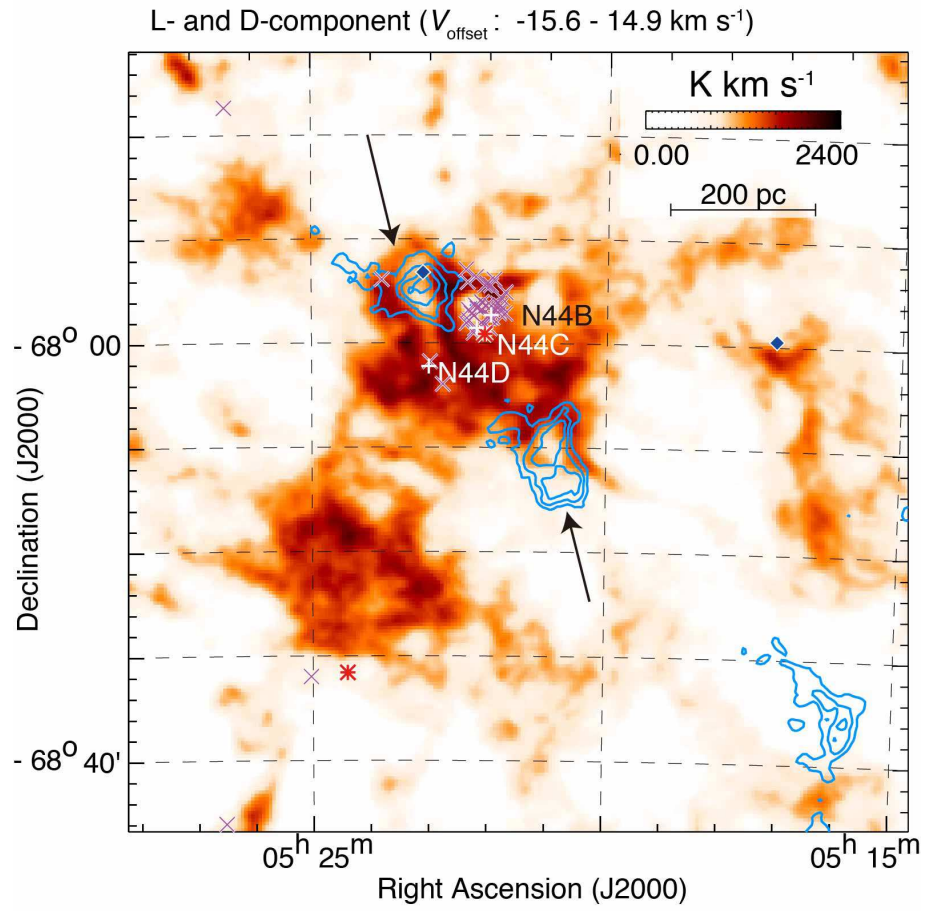 L- and D-component (Voffset : -15.6 - 14.9 km s-1)
K km s-1
0.00 2400
200 pc
N44B
N44C
N44D
- 68o 00
- 68o 40'
Declination (J2000)
05h 25m 05h 15m
Right Ascension (J2000)